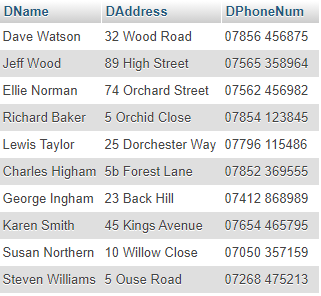 DName DAddress DPhoneNum
Dave Watson 32 Wood Road 07856 456875
Jeff Wood 89 High Street 07565 358964
Ellie Norman 74 Orchard Street 07562 456982
Richard Baker 5 Orchid Close 07854 123845
Lewis Taylor 25 Dorchester Way 07796 115486
Charles Higham 5b Forest Lane 07852 369555
George Ingham 23 Back Hill 07412 868989
Karen Smith 45 Kings Avenue 07654 465795
Susan Northern 10 Willow Close 07050 357159
Steven Williams 5 Ouse Road 07268 475213